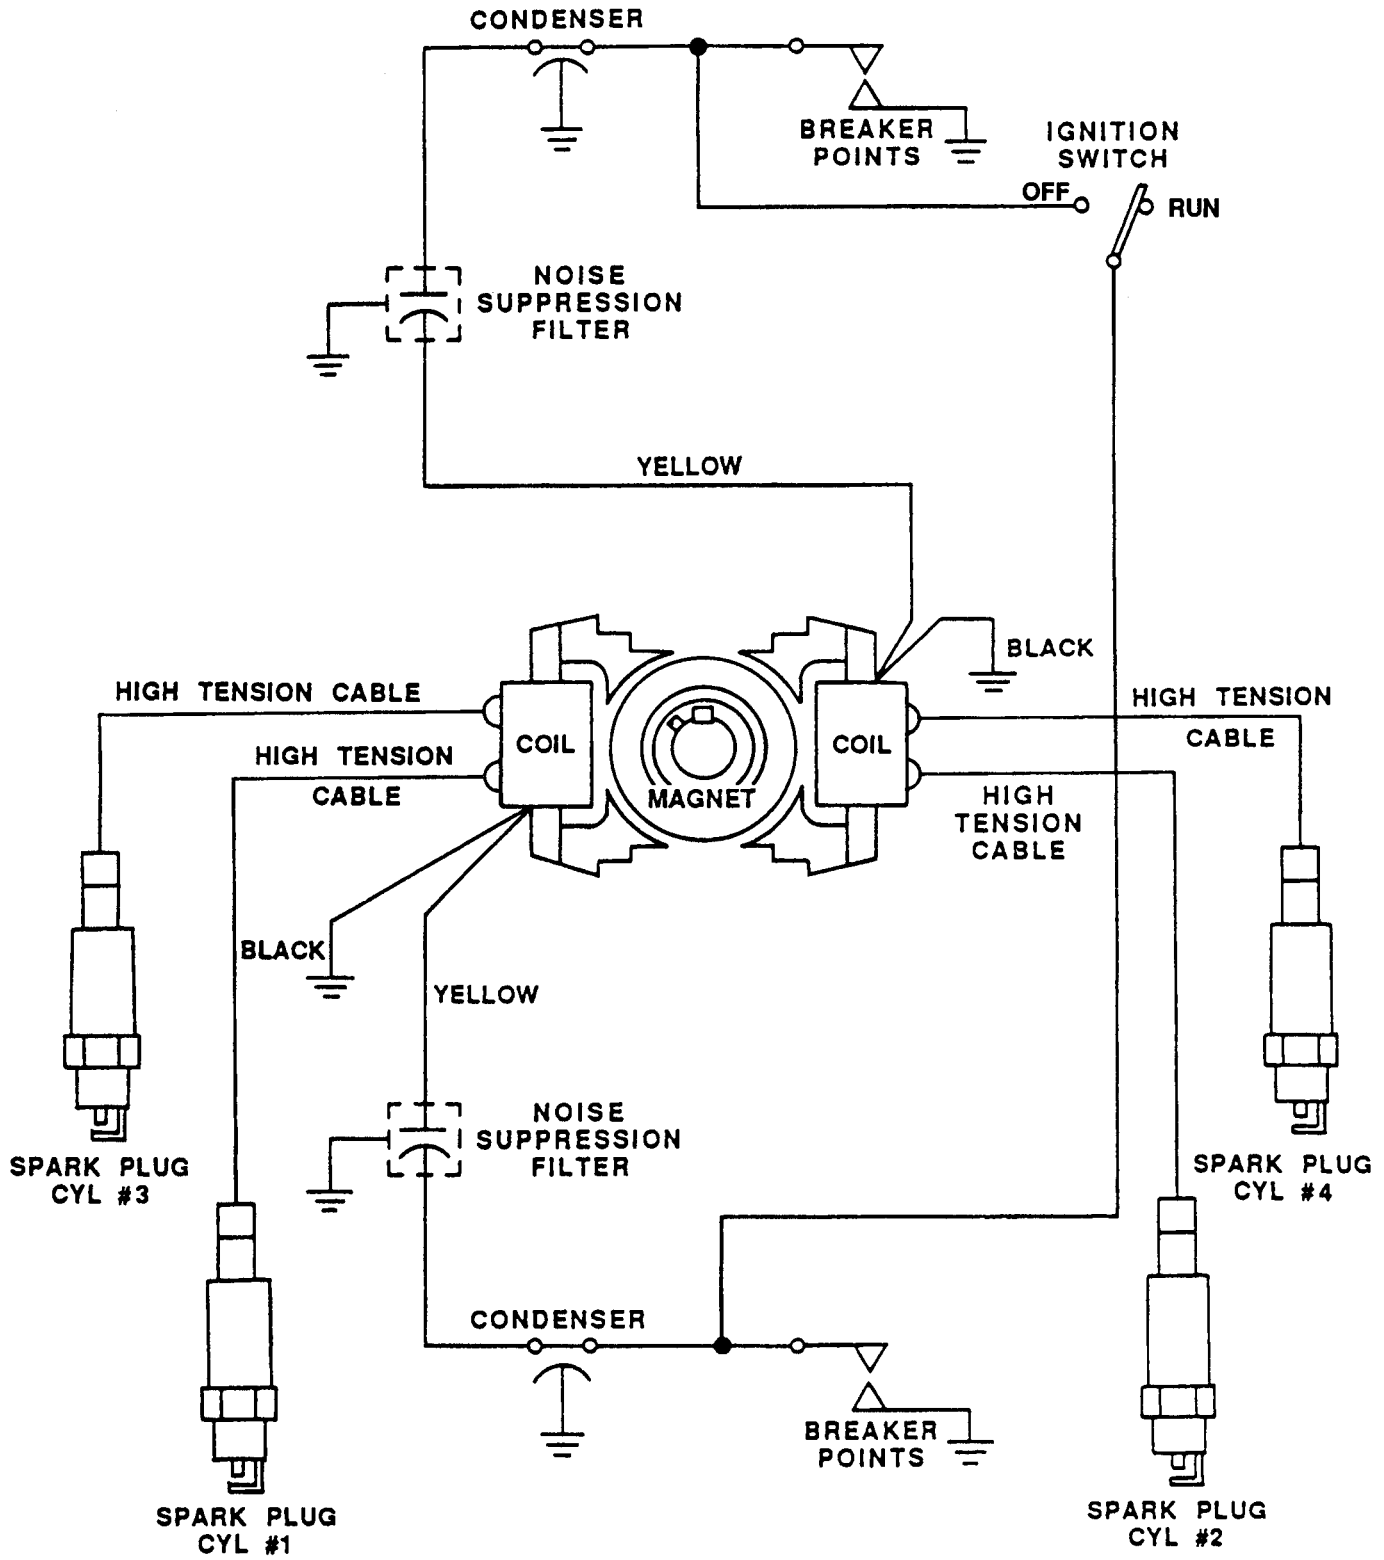 CONDENSER
BREAKER
POINTS
IGNITION
SWITCH
OFF
RUN
NOISE
SUPPRESSION
FILTER
YELLOW
BLACK
HIGH TENSION CABLE
HIGH TENSION
CABLE
COIL
MAGNET
COIL
HIGH TENSION
CABLE
HIGH
TENSION
CABLE
BLACK
YELLOW
NOISE
SUPPRESSION
FILTER
SPARK PLUG
CYL #3
SPARK PLUG
CYL #4
CONDENSER
BREAKER
POINTS
SPARK PLUG
CYL #1
SPARK PLUG
CYL #2